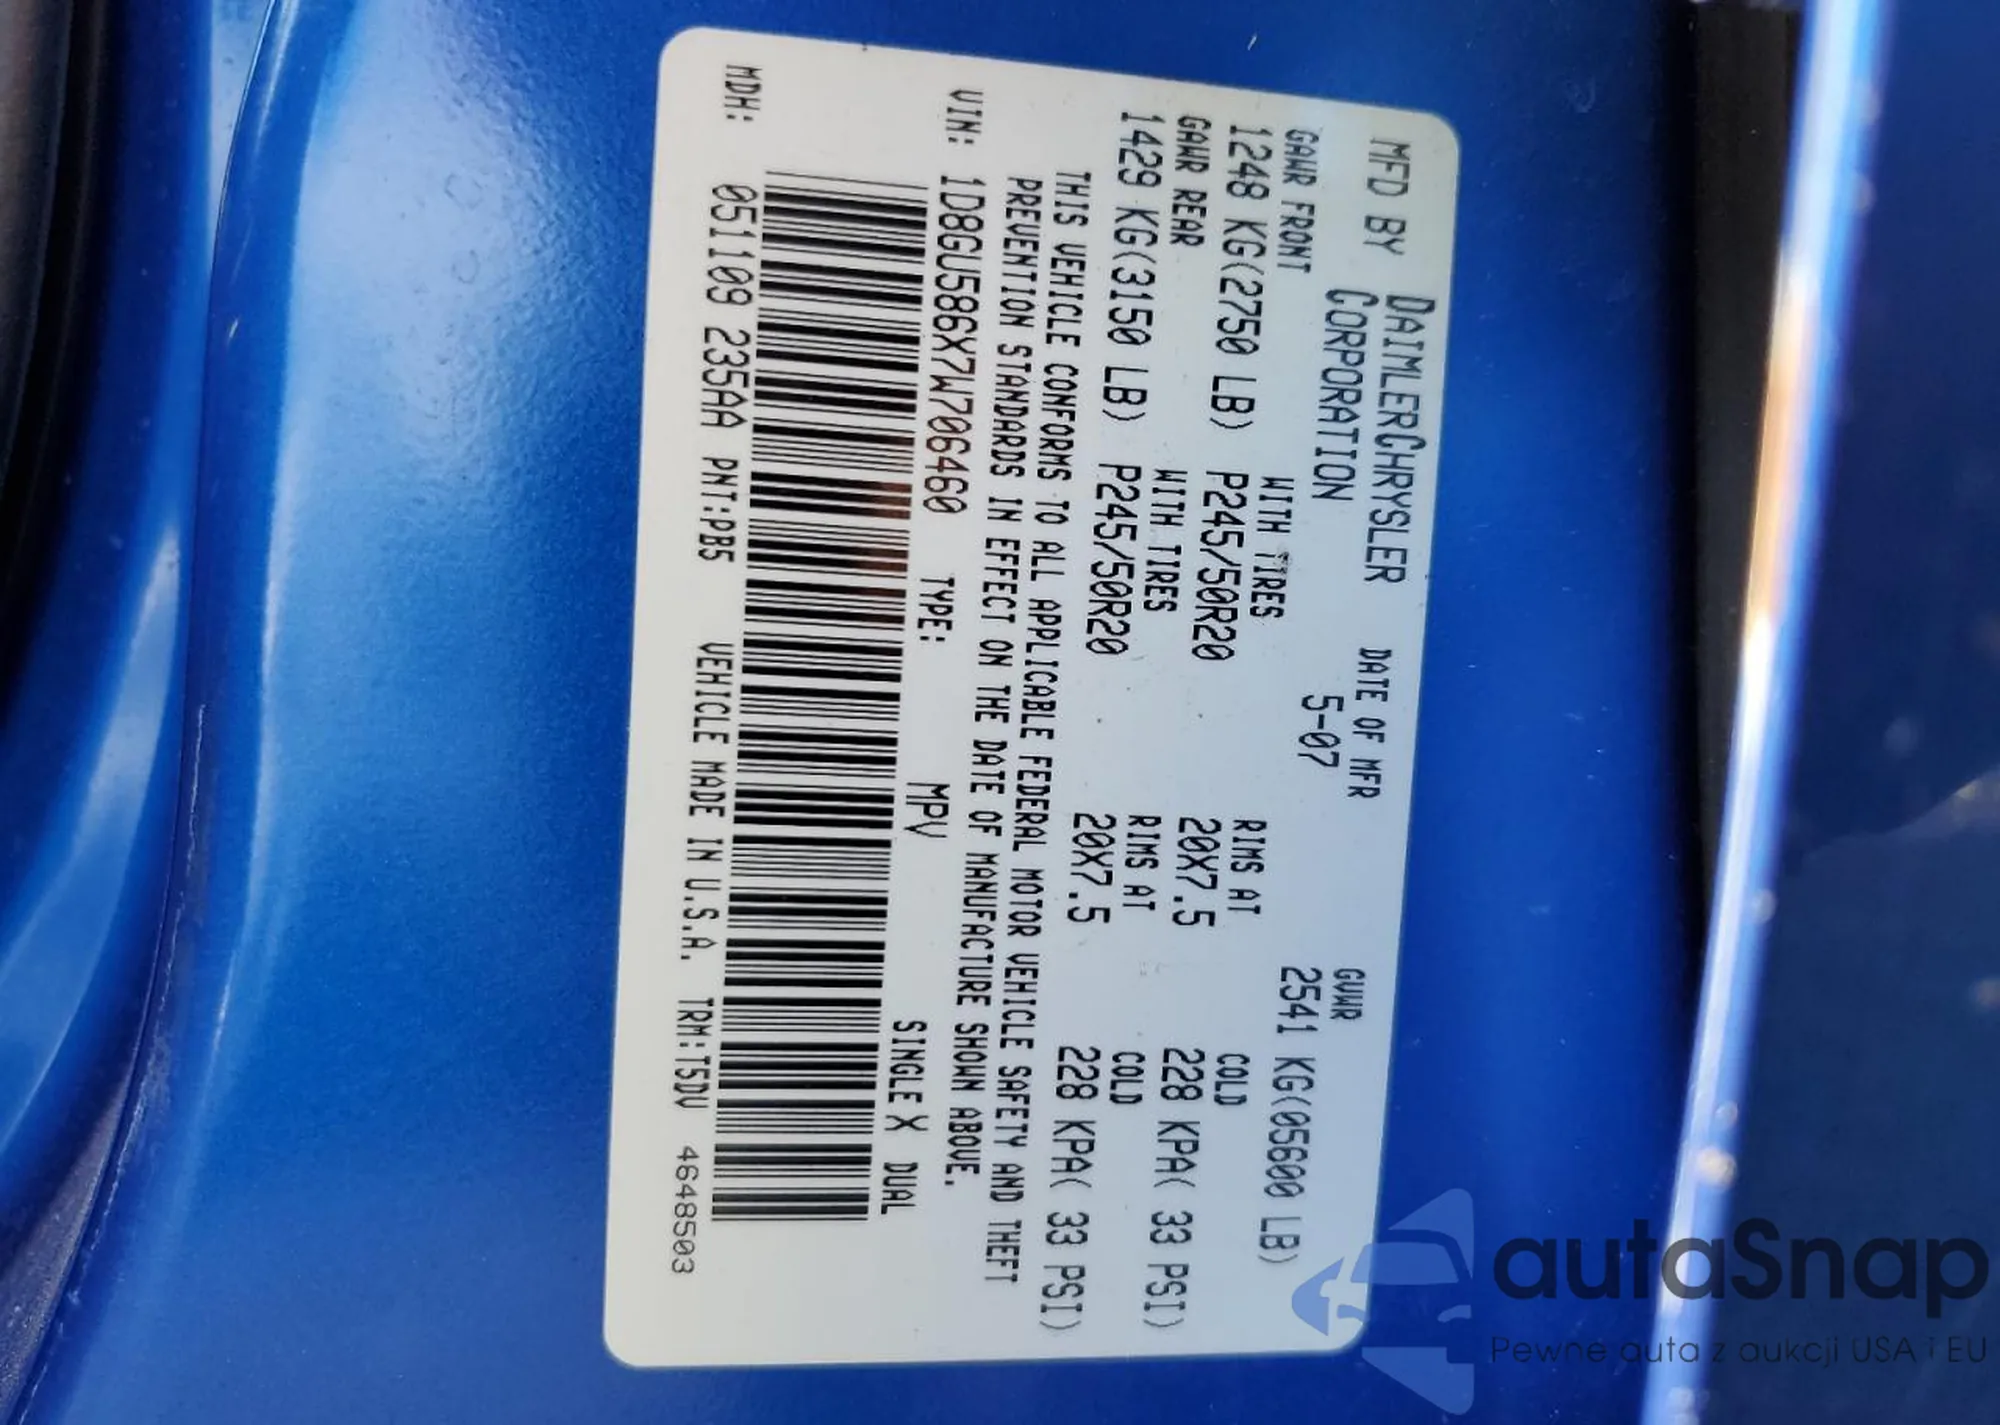 MFD BY DAIMLERCHRYSLER DATE OF MFR GVWR
CORPORATION 5-07 2541 KG(05600 LB)
GAWR FRONT WITH TIRES RIMS AT COLD
1248 KG(2750 LB) P245/50R20 20X7.5 228 KPA( 33 PSI)
GAWR REAR WITH TIRES RIMS AT COLD
1429 KG(3150 LB) P245/50R20 20X7.5 228 KPA( 33 PSI)
THIS VEHICLE CONFORMS TO ALL APPLICABLE FEDERAL MOTOR VEHICLE SAFETY AND THEFT
PREVENTION STANDARDS IN EFFECT ON THE DATE OF MANUFACTURE SHOWN ABOVE.
VIN: 1D8GU586X7W706460 TYPE: MPV SINGLE X DUAL
MDH: 051109 235AA PNT:PB5 VEHICLE MADE IN U.S.A. TRM:T5DV 4648503
autaSnap
Pewne auta z aukcji USA i EU